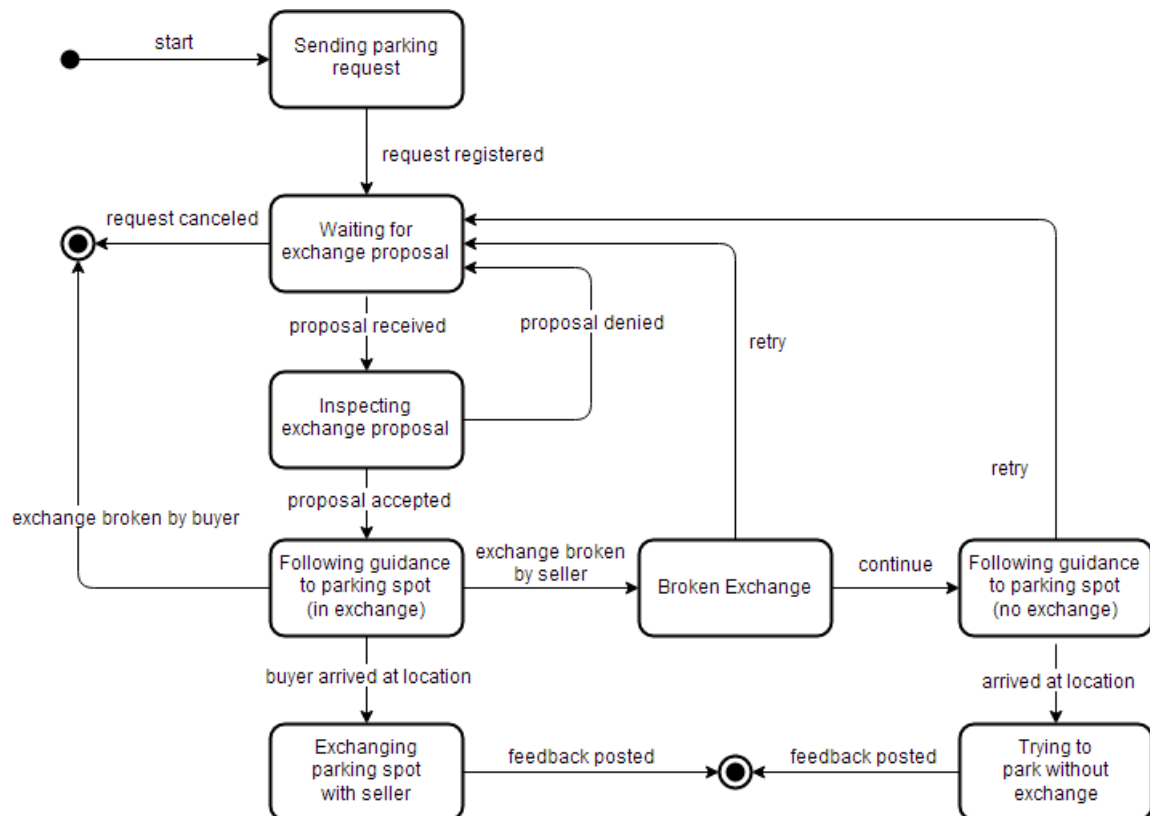 start
Sending parking
request
request registered
request canceled
Waiting for
exchange proposal
proposal received
proposal denied
retry
Inspecting
exchange proposal
retry
proposal accepted
exchange broken by buyer
Following guidance
to parking spot
(in exchange)
exchange broken
by seller
Broken Exchange
continue
Following guidance
to parking spot
(no exchange)
buyer arrived at location
arrived at location
Exchanging
parking spot
with seller
feedback posted
feedback posted
Trying to
park without
exchange